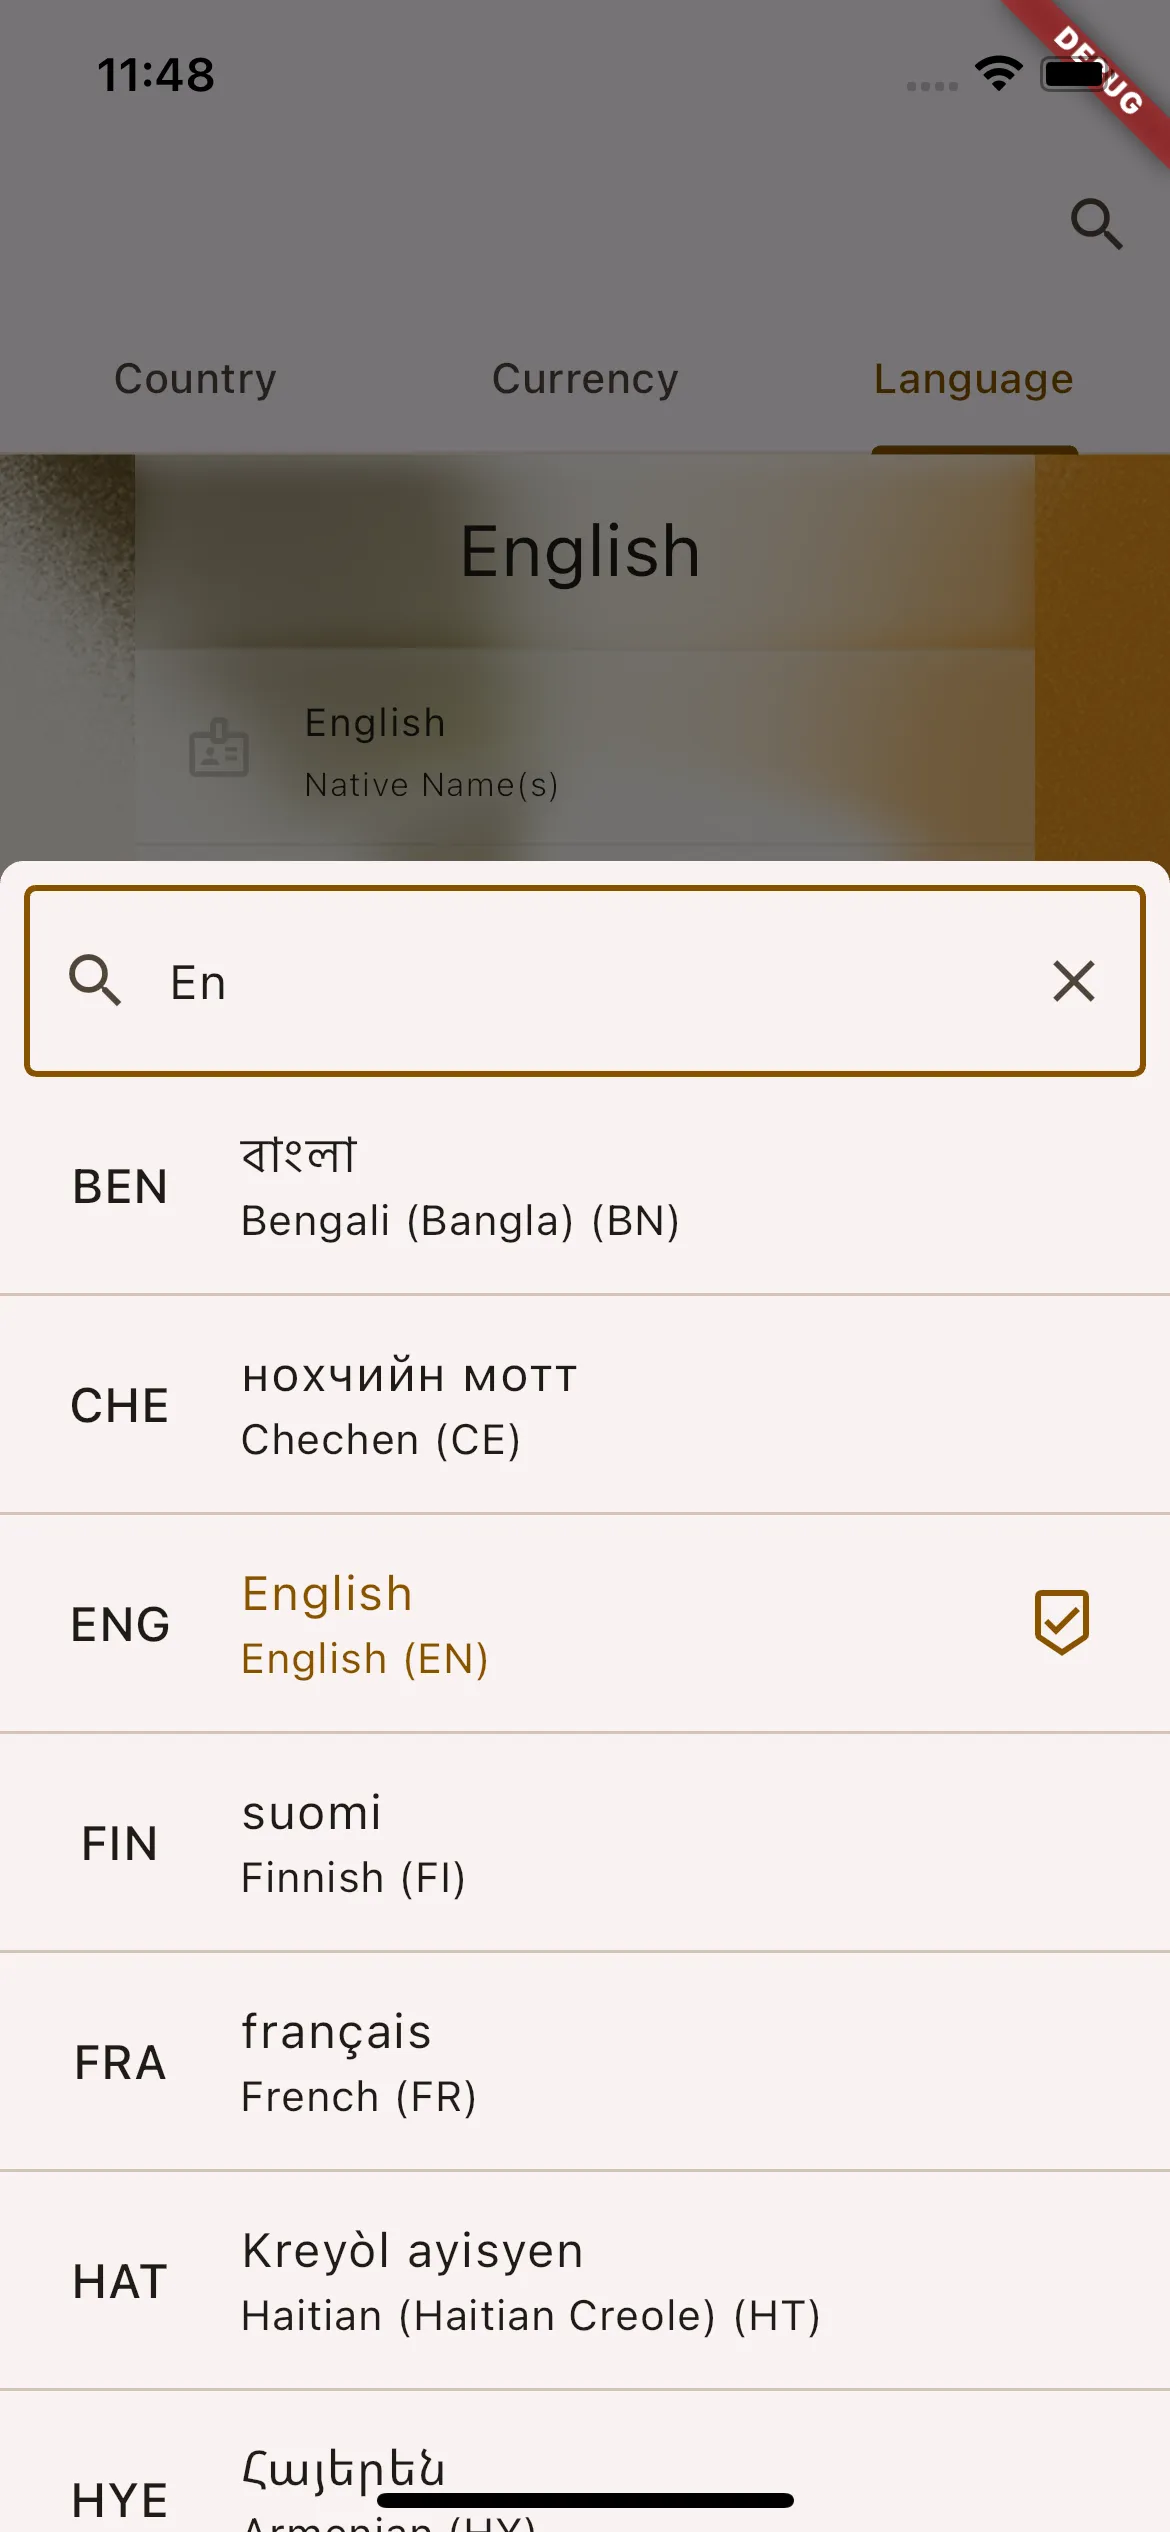 11:48
DEBUG
Country Currency Language
English
English
Native Name(s)
En
BEN
বাংলা
Bengali (Bangla) (BN)
CHE
нохчийн мотт
Chechen (CE)
ENG
English
English (EN)
FIN
suomi
Finnish (FI)
FRA
français
French (FR)
HAT
Kreyòl ayisyen
Haitian (Haitian Creole) (HT)
HYE
Հայերեն
Armenian (HY)